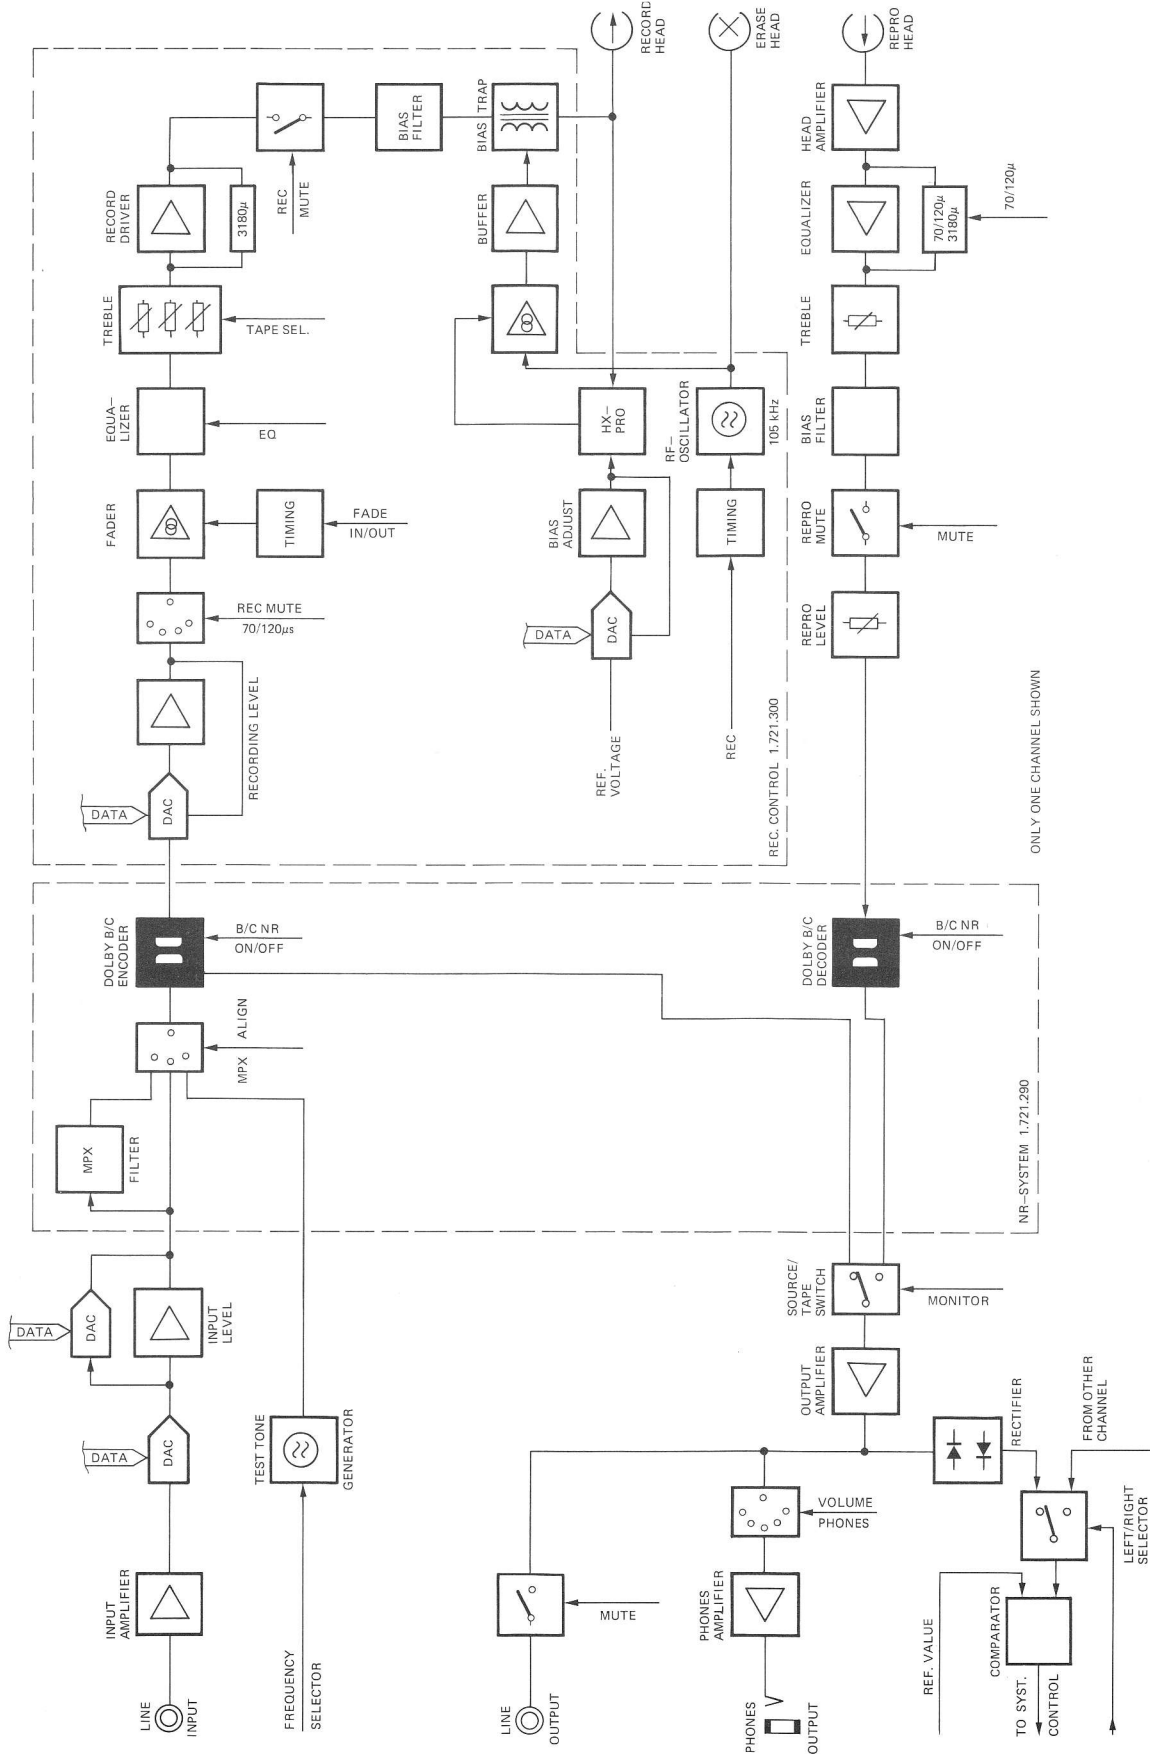 LINE
INPUT
INPUT
AMPLIFIER
DATA
DAC
DATA
DAC
INPUT
LEVEL
FREQUENCY
SELECTOR
TEST TONE
GENERATOR
MPX
FILTER
MPX
ALIGN
DOLBY B/C
ENCODER
B/C NR
ON/OFF
DATA
DAC
RECORDING LEVEL
REC MUTE
70/120µs
FADER
TIMING
FADE
IN/OUT
EQUA–
LIZER
EQ
TREBLE
TAPE SEL.
RECORD
DRIVER
3180µ
REC
MUTE
BIAS
FILTER
BIAS TRAP
BUFFER
RECORD
HEAD
REF.
VOLTAGE
DATA
DAC
BIAS
ADJUST
HX–
PRO
REC
TIMING
RF–
OSCILLATOR
105 kHz
ERASE
HEAD
REC. CONTROL 1.721.300
REPRO
HEAD
HEAD
AMPLIFIER
EQUALIZER
70/120µ
3180µ
70/120µ
TREBLE
BIAS
FILTER
REPRO
MUTE
MUTE
REPRO
LEVEL
DOLBY B/C
DECODER
B/C NR
ON/OFF
NR–SYSTEM 1.721.290
ONLY ONE CHANNEL SHOWN
SOURCE/
TAPE
SWITCH
MONITOR
OUTPUT
AMPLIFIER
LINE
OUTPUT
MUTE
PHONES
OUTPUT
PHONES
AMPLIFIER
VOLUME
PHONES
RECTIFIER
FROM OTHER
CHANNEL
LEFT/RIGHT
SELECTOR
REF. VALUE
COMPARATOR
TO SYST.
CONTROL